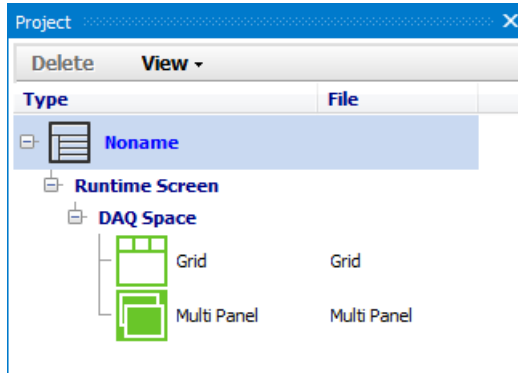 Project
Delete View
Type File
Noname
Runtime Screen
DAQ Space
Grid Grid
Multi Panel Multi Panel